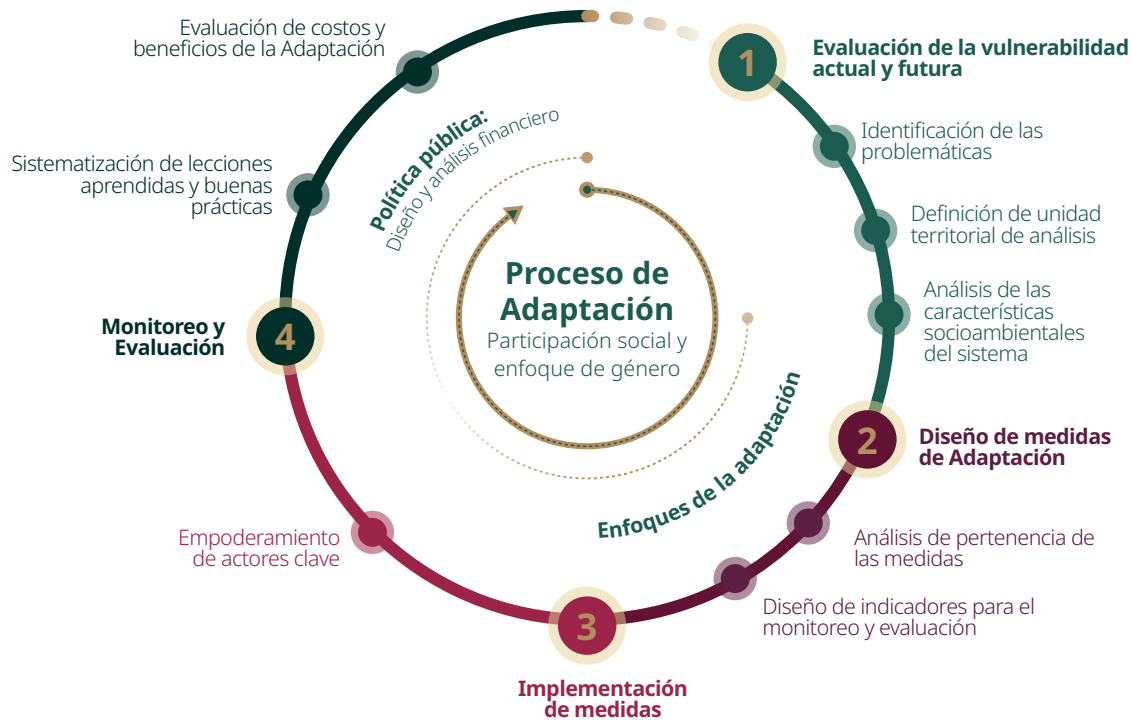 Evaluación de costos y
beneficios de la Adaptación
1
Evaluación de la vulnerabilidad
actual y futura
Identificación de las
problemáticas
Definición de unidad
territorial de análisis
Análisis de las
características
socioambientales
del sistema
2
Diseño de medidas
de Adaptación
Análisis de pertenencia de
las medidas
Diseño de indicadores para el
monitoreo y evaluación
3
Implementación
de medidas
Empoderamiento
de actores clave
4
Monitoreo y
Evaluación
Sistematización de lecciones
aprendidas y buenas
prácticas
Política pública:
Diseño y análisis financiero
Proceso de
Adaptación
Participación social y
enfoque de género
Enfoques de la adaptación